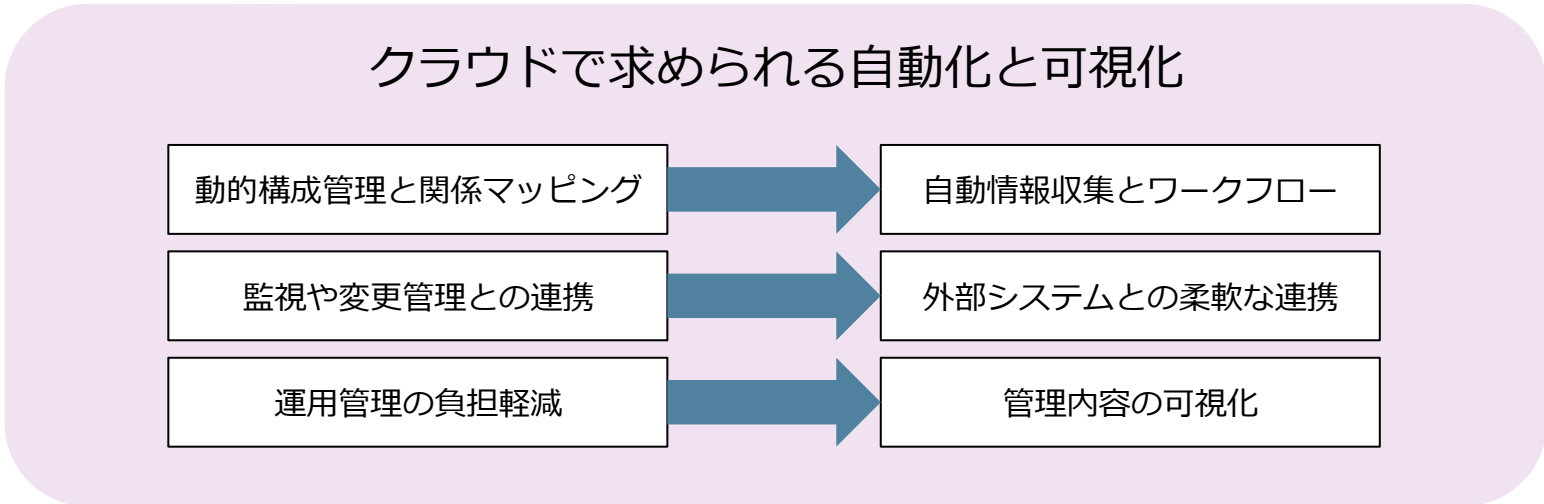 クラウドで求められる自動化と可視化
動的構成管理と関係マッピング
自動情報収集とワークフロー
監視や変更管理との連携
外部システムとの柔軟な連携
運用管理の負担軽減
管理内容の可視化